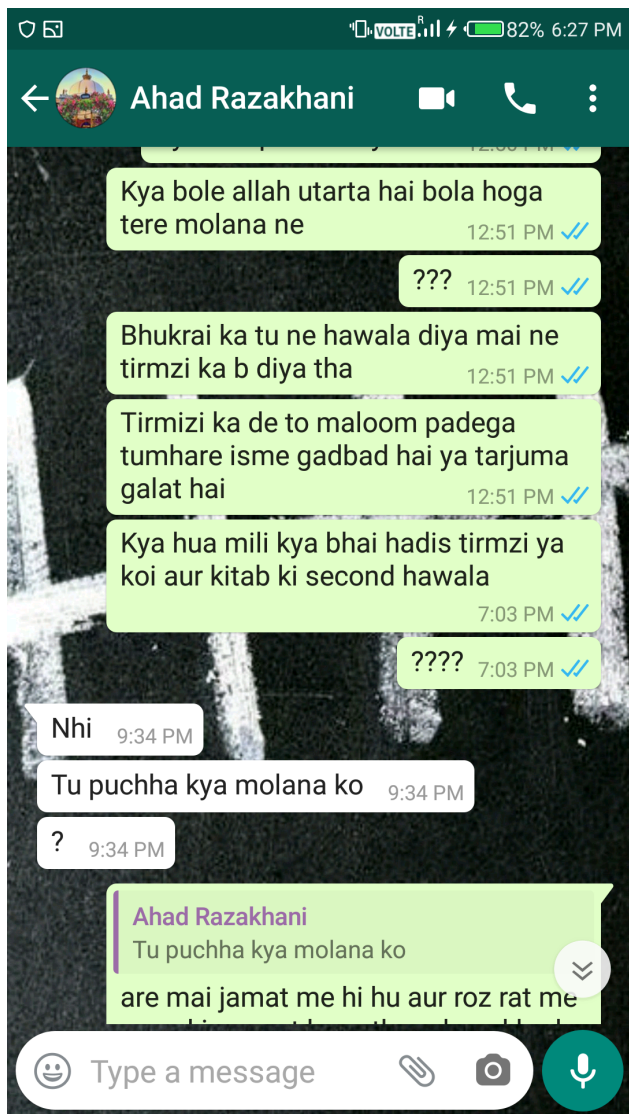 VOLTE R 82% 6:27 PM
Ahad Razakhani
Kya bole allah utarta hai bola hoga
tere molana ne 12:51 PM
??? 12:51 PM
Bhukrai ka tu ne hawala diya mai ne
tirmzi ka b diya tha 12:51 PM
Tirmizi ka de to maloom padega
tumhare isme gadbad hai ya tarjuma
galat hai 12:51 PM
Kya hua mili kya bhai hadis tirmzi ya
koi aur kitab ki second hawala
7:03 PM
???? 7:03 PM
Nhi 9:34 PM
Tu puchha kya molana ko 9:34 PM
? 9:34 PM
Ahad Razakhani
Tu puchha kya molana ko
are mai jamat me hi hu aur roz rat me
Type a message